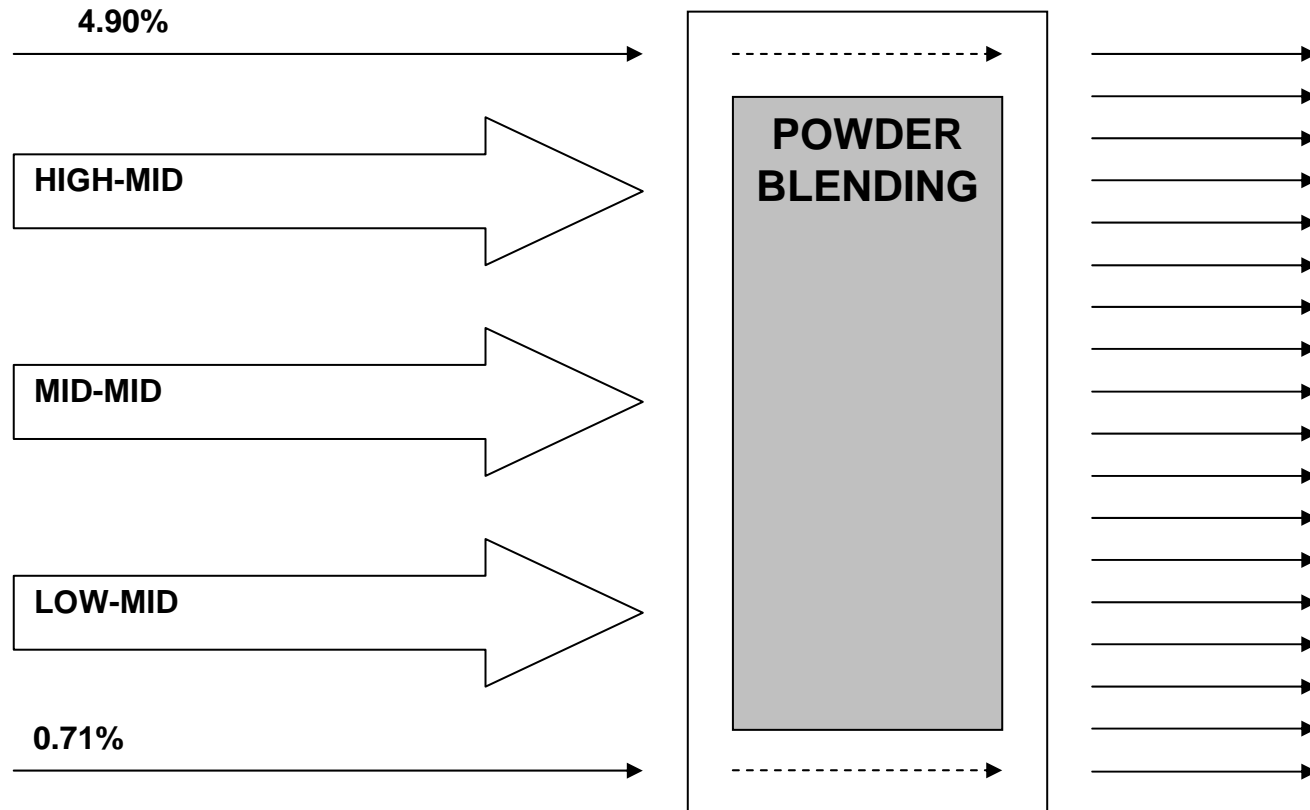 4.90%
HIGH-MID
MID-MID
LOW-MID
0.71%
POWDER
BLENDING